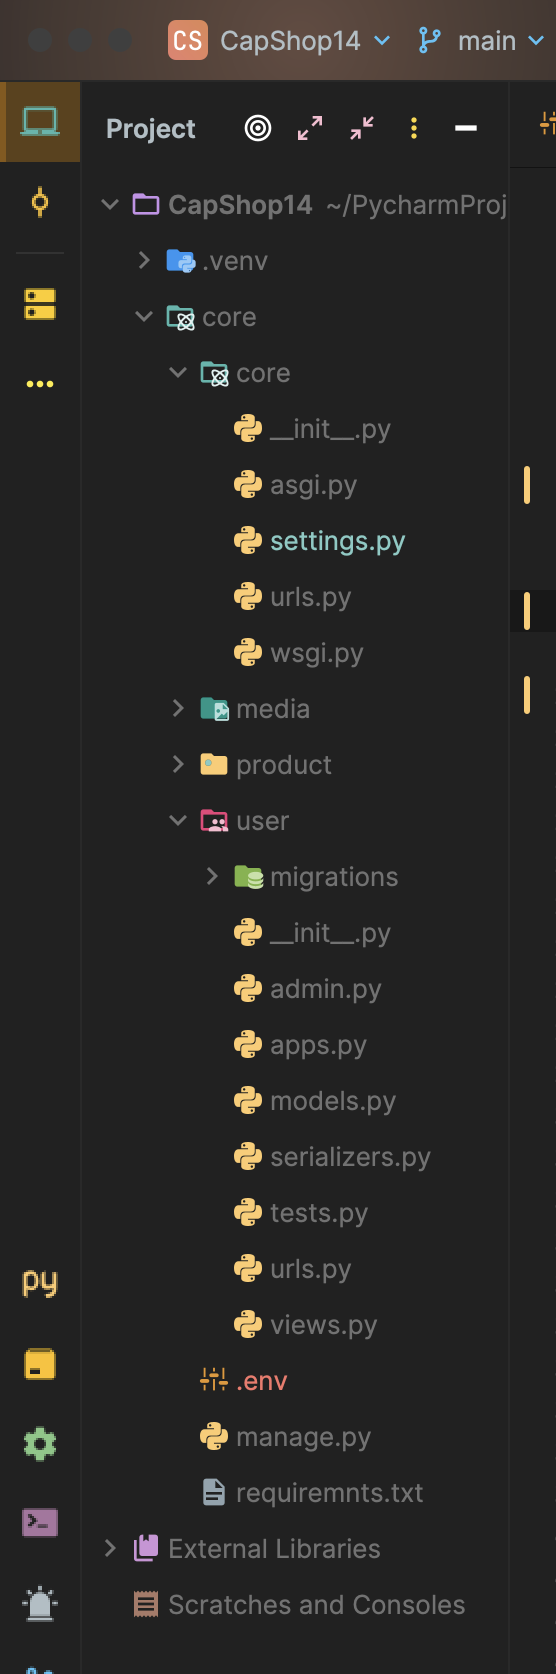 CS CapShop14 main
Project
CapShop14 ~/PycharmProj
.venv
core
core
__init__.py
asgi.py
settings.py
urls.py
wsgi.py
media
product
user
migrations
__init__.py
admin.py
apps.py
models.py
serializers.py
tests.py
urls.py
py
views.py
.env
manage.py
requiremnts.txt
External Libraries
Scratches and Consoles